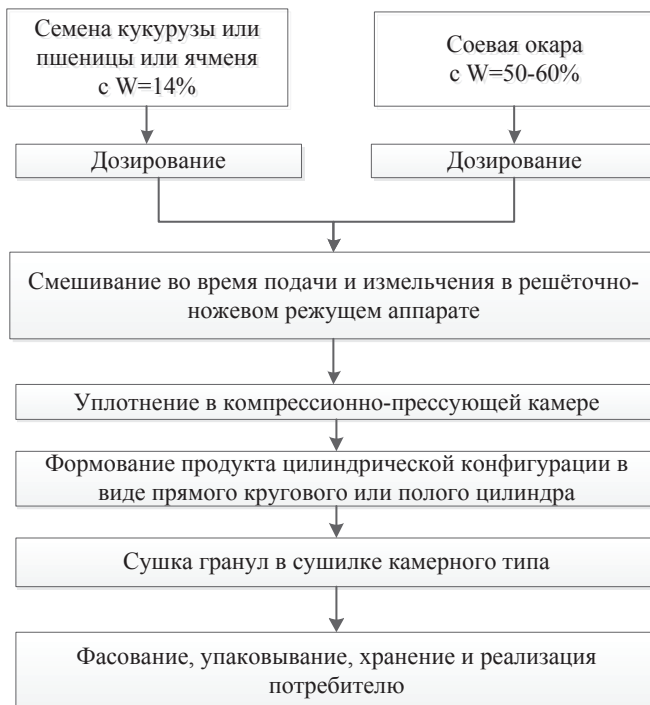 Семена кукурузы или
пшеницы или ячменя
с W=14%
Соевая окара
с W=50-60%
Дозирование
Дозирование
Смешивание во время подачи и измельчения в решёточно-
ножевом режущем аппарате
Уплотнение в компрессионно-прессующей камере
Формование продукта цилиндрической конфигурации в
виде прямого кругового или полого цилиндра
Сушка гранул в сушилке камерного типа
Фасование, упаковывание, хранение и реализация
потребителю